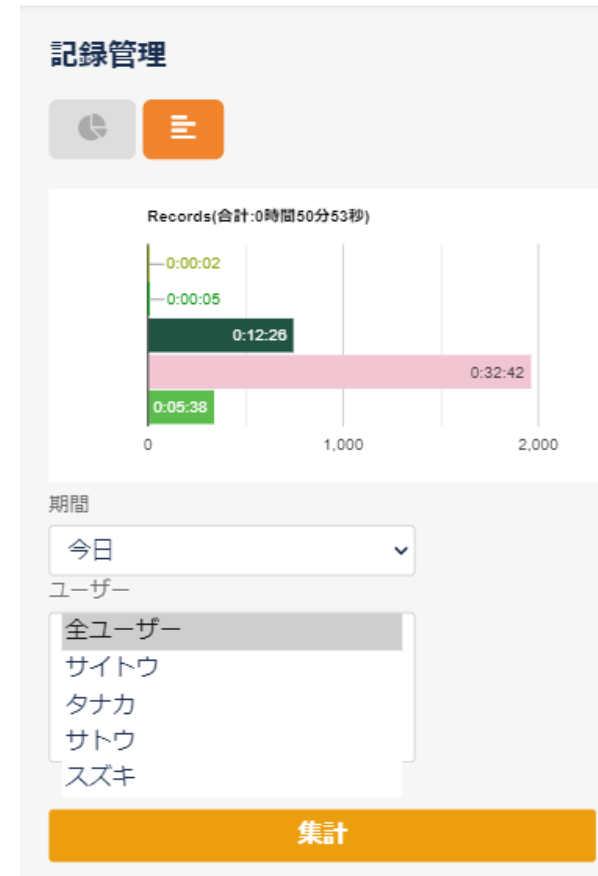 記録管理
Records(合計:0時間50分53秒)
0:00:02
0:00:05
0:12:26
0:32:42
0:05:38
0 1,000 2,000
期間
今日
ユーザー
全ユーザー
サイトウ
タナカ
サトウ
スズキ
集計